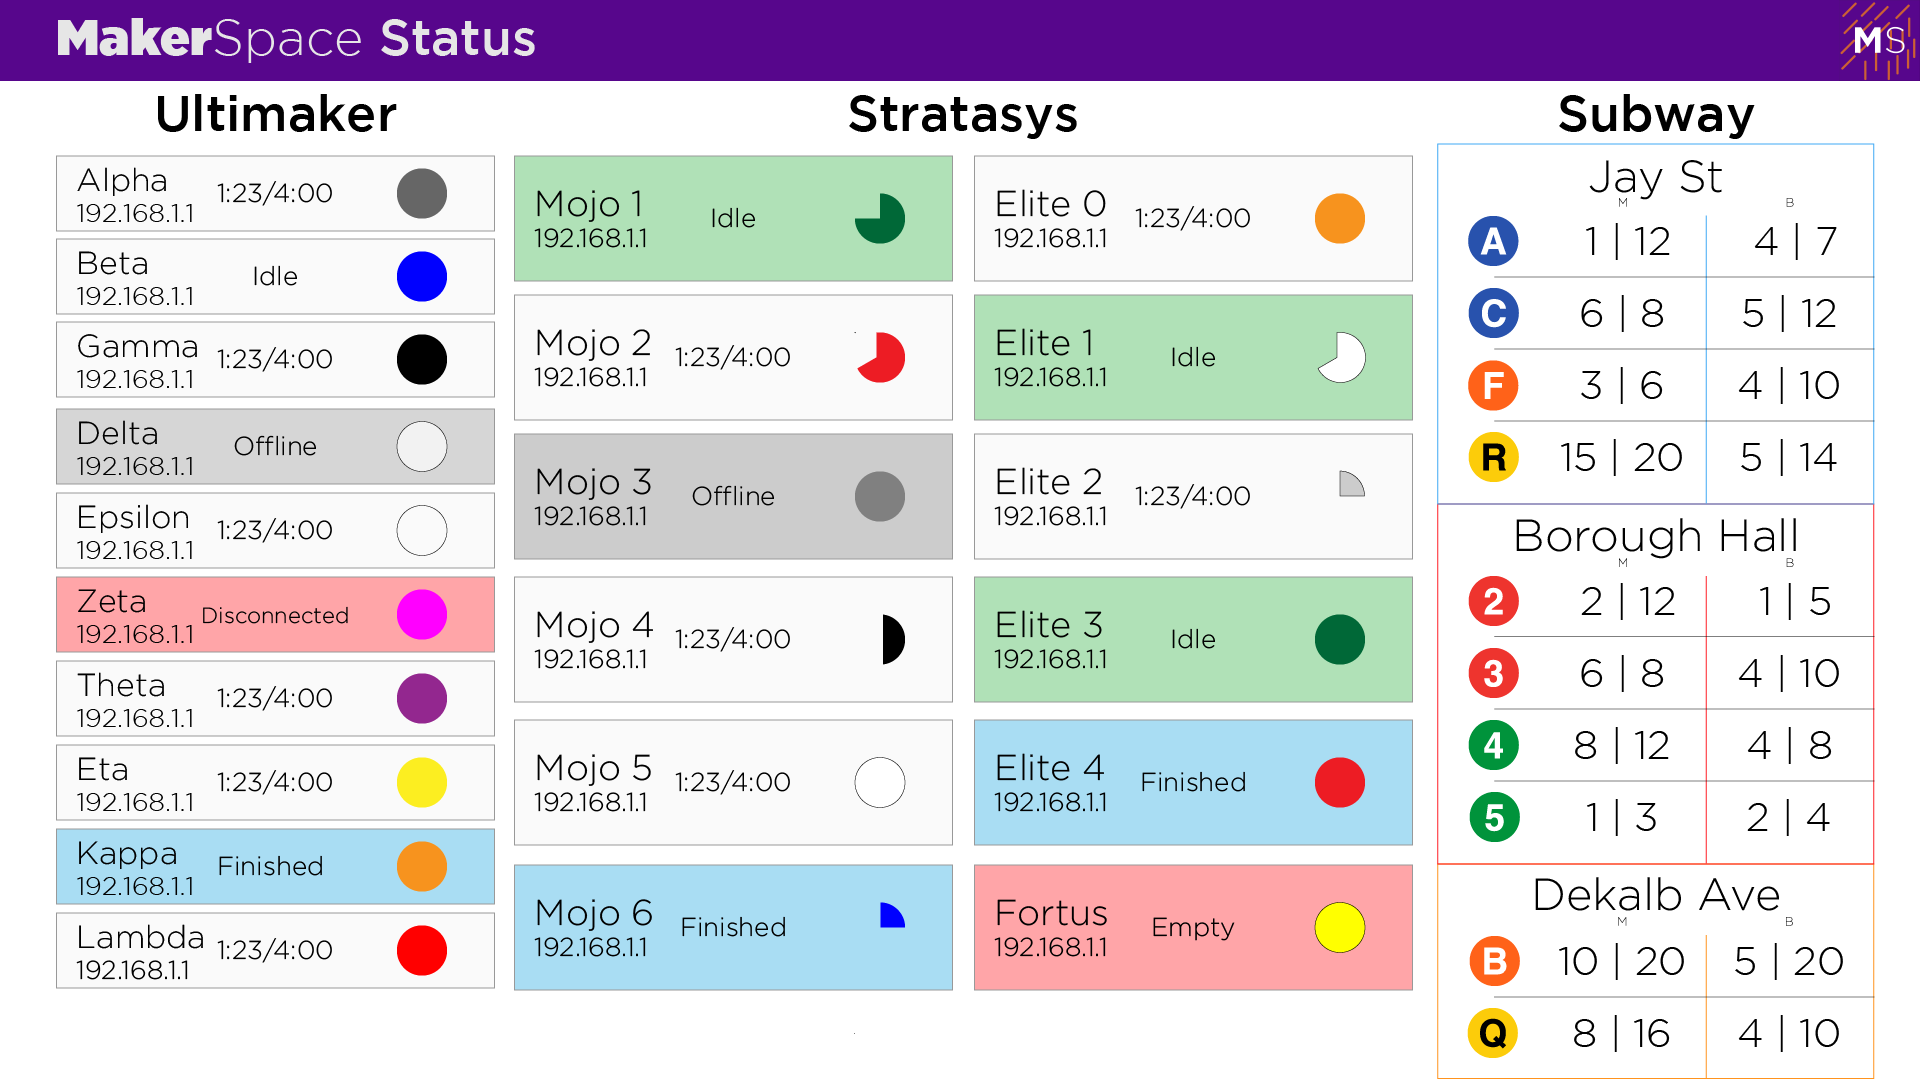 MakerSpace Status
MS
Ultimaker
Alpha
192.168.1.1
1:23/4:00
Beta
192.168.1.1
Idle
Gamma
192.168.1.1
1:23/4:00
Delta
192.168.1.1
Offline
Epsilon
192.168.1.1
1:23/4:00
Zeta
192.168.1.1
Disconnected
Theta
192.168.1.1
1:23/4:00
Eta
192.168.1.1
1:23/4:00
Kappa
192.168.1.1
Finished
Lambda
192.168.1.1
1:23/4:00
Stratasys
Mojo 1
192.168.1.1
Idle
Mojo 2
192.168.1.1
1:23/4:00
Mojo 3
192.168.1.1
Offline
Mojo 4
192.168.1.1
1:23/4:00
Mojo 5
192.168.1.1
1:23/4:00
Mojo 6
192.168.1.1
Finished
Elite 0
192.168.1.1
1:23/4:00
Elite 1
192.168.1.1
Idle
Elite 2
192.168.1.1
1:23/4:00
Elite 3
192.168.1.1
Idle
Elite 4
192.168.1.1
Finished
Fortus
192.168.1.1
Empty
Subway
Jay St
M B
A 1 | 12 4 | 7
C 6 | 8 5 | 12
F 3 | 6 4 | 10
R 15 | 20 5 | 14
Borough Hall
M B
2 2 | 12 1 | 5
3 6 | 8 4 | 10
4 8 | 12 4 | 8
5 1 | 3 2 | 4
Dekalb Ave
M B
B 10 | 20 5 | 20
Q 8 | 16 4 | 10